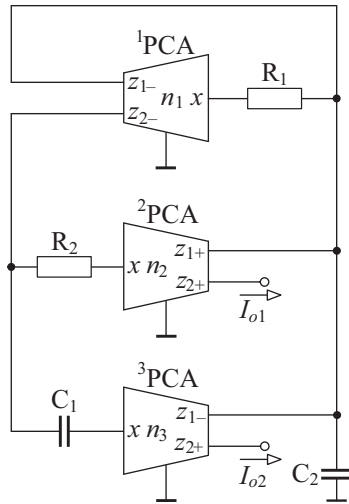 ¹PCA
z₁₋
n₁ x
z₂₋
R₁
²PCA
R₂
x n₂
z₁₊
z₂₊
Iₒ₁
³PCA
C₁
x n₃
z₁₋
z₂₊
Iₒ₂
C₂